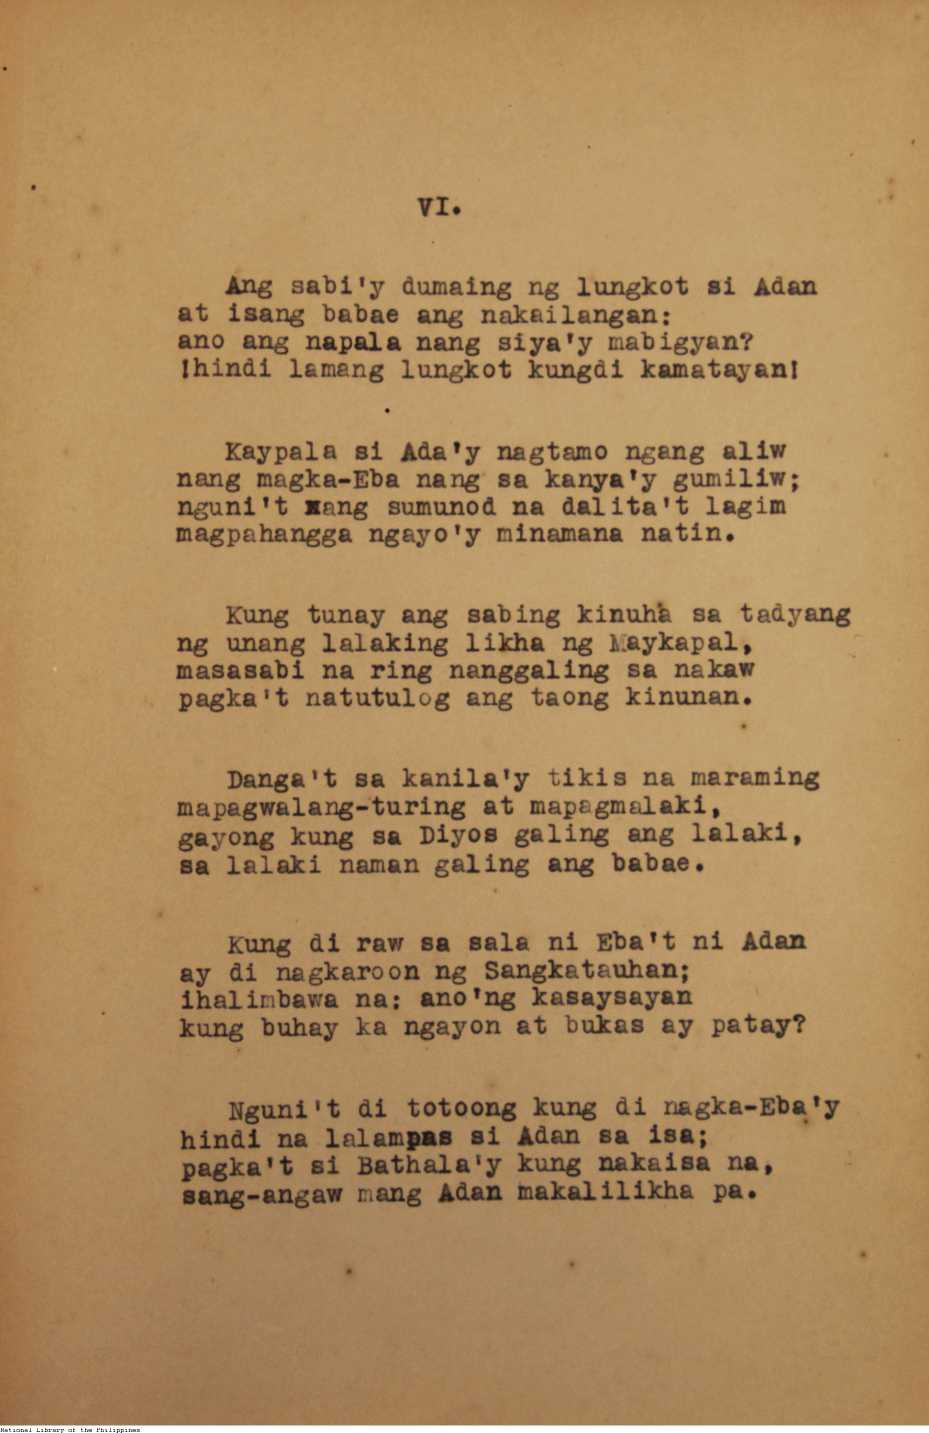 VI.
Ang sabi'y dumaing ng lungkot si Adan
at isang babae ang nakailangan:
ano ang napala nang siya'y mabigyan?
!hindi lamang lungkot kungdi kamatayan!
Kaypala si Ada'y nagtamo ngang aliw
nang magka-Eba nang sa kanya'y gumiliw;
nguni't nang sumunod na dalita't lagim
magpahangga ngayo'y minamana natin.
Kung tunay ang sabing kinuha sa tadyang
ng unang lalaking likha ng Maykapal,
masasabi na ring nanggaling sa nakaw
pagka't natutulog ang taong kinunan.
Danga't sa kanila'y tikis na maraming
mapagwalang-turing at mapagmalaki,
gayong kung sa Diyos galing ang lalaki,
sa lalaki naman galing ang babae.
Kung di raw sa sala ni Eba't ni Adan
ay di nagkaroon ng Sangkatauhan;
ihalimbawa na: ano'ng kasaysayan
kung buhay ka ngayon at bukas ay patay?
Nguni't di totoong kung di nagka-Eba'y
hindi na lalampas si Adan sa isa;
pagka't si Bathala'y kung nakaisa na,
sang-angaw mang Adan makalilikha pa.
National Library of the Philippines